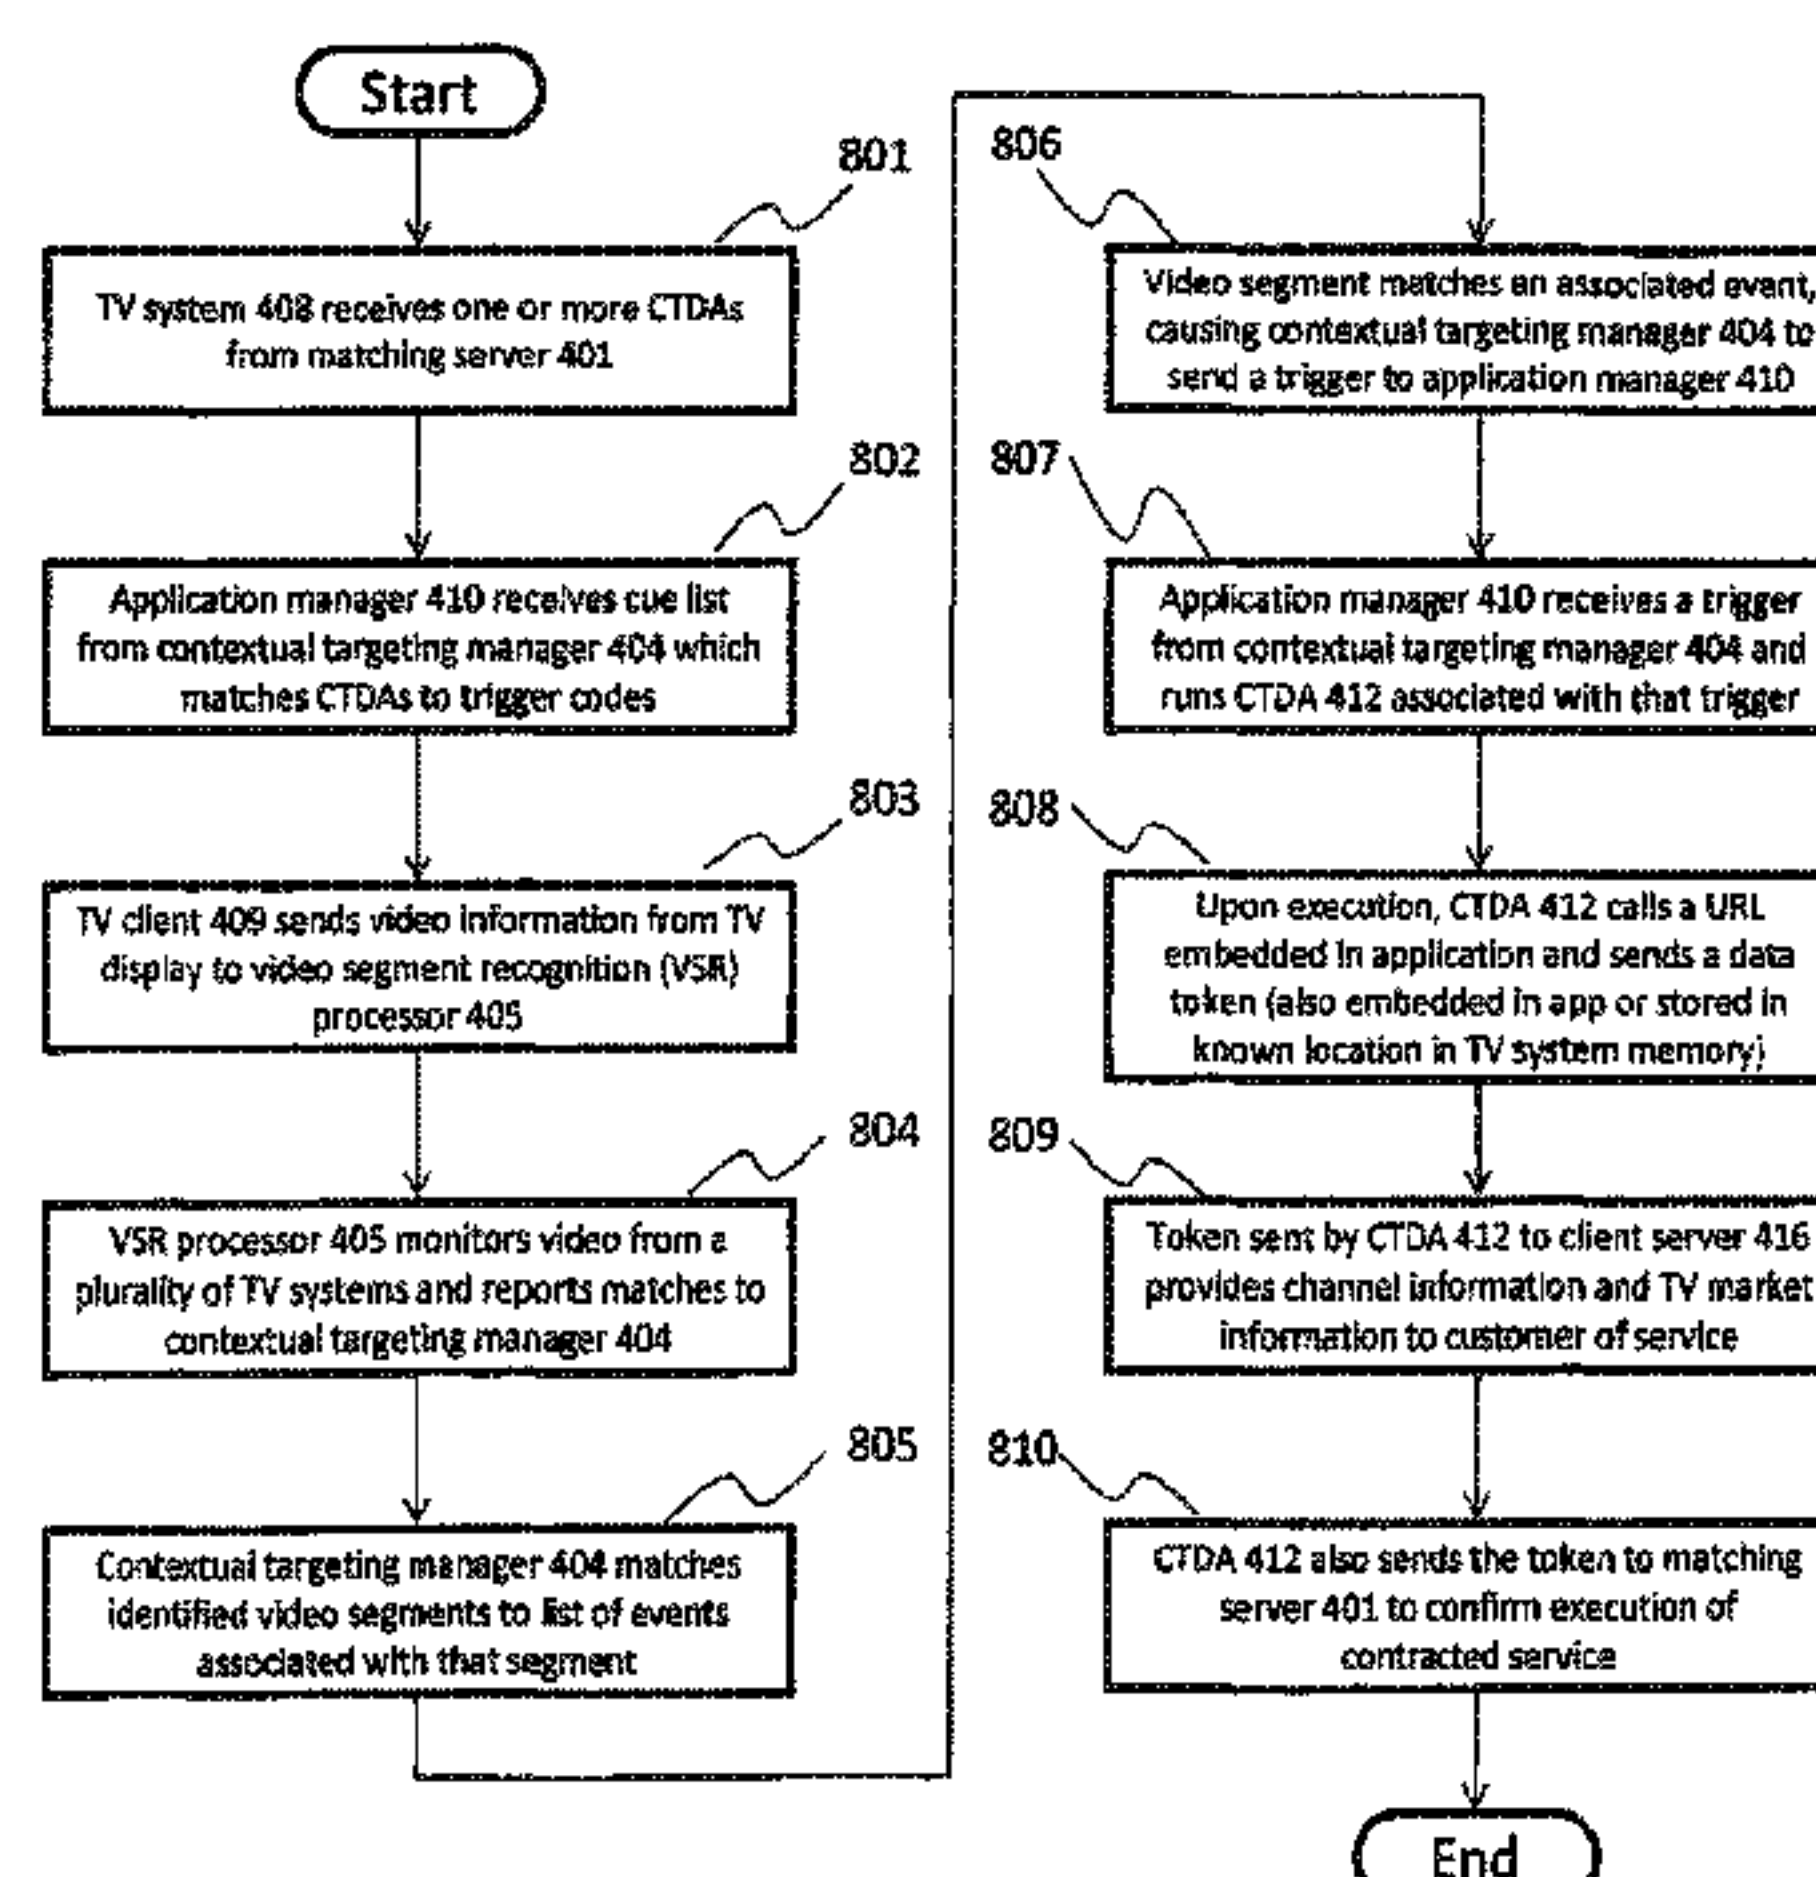 Start
801
TV system 408 receives one or more CTDAs
from matching server 401
802
Application manager 410 receives cue list
from contextual targeting manager 404 which
matches CTDAs to trigger codes
803
TV client 409 sends video information from TV
display to video segment recognition (VSR)
processor 405
804
VSR processor 405 monitors video from a
plurality of TV systems and reports matches to
contextual targeting manager 404
805
Contextual targeting manager 404 matches
identified video segments to list of events
associated with that segment
806
Video segment matches an associated event,
causing contextual targeting manager 404 to
send a trigger to application manager 410
807
Application manager 410 receives a trigger
from contextual targeting manager 404 and
runs CTDA 412 associated with that trigger
808
Upon execution, CTDA 412 calls a URL
embedded in application and sends a data
token (also embedded in app or stored in
known location in TV system memory)
809
Token sent by CTDA 412 to client server 416
provides channel information and TV market
information to customer of service
810
CTDA 412 also sends the token to matching
server 401 to confirm execution of
contracted service
End